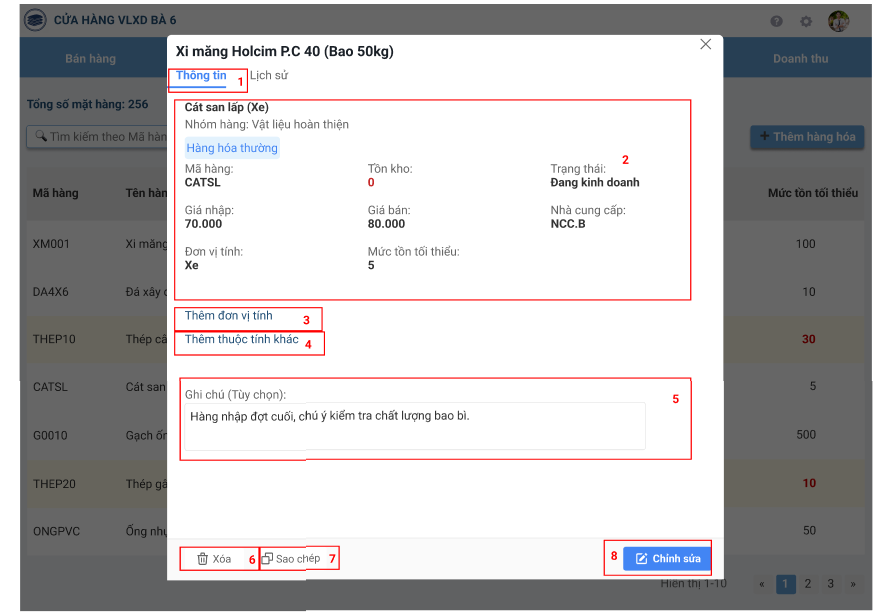 CỬA HÀNG VLXD BÀ 6
Bán hàng
Doanh thu
Xi măng Holcim P.C 40 (Bao 50kg)
Thông tin 1 Lịch sử
Tổng số mặt hàng: 256
Tìm kiếm theo Mã hàn
+ Thêm hàng hóa
Cát san lấp (Xe)
Nhóm hàng: Vật liệu hoàn thiện
Hàng hóa thường
2
Mã hàng: Tồn kho: Trạng thái:
CATSL 0 Đang kinh doanh
Giá nhập: Giá bán: Nhà cung cấp:
70.000 80.000 NCC.B
Đơn vị tính: Mức tồn tối thiểu:
Xe 5
Thêm đơn vị tính 3
Thêm thuộc tính khác 4
Ghi chú (Tùy chọn): 5
Hàng nhập đợt cuối, chú ý kiểm tra chất lượng bao bì.
Xóa 6 Sao chép 7 8 Chỉnh sửa
Mã hàng Tên hàn Mức tồn tối thiểu
XM001 Xi măng 100
DA4X6 Đá xây 10
THEP10 Thép 30
CATSL Cát san 5
G0010 Gạch ốn 500
THEP20 Thép 10
ONGPVC Ống nhự 50
Hiển thị 1-10 « 1 2 3 »